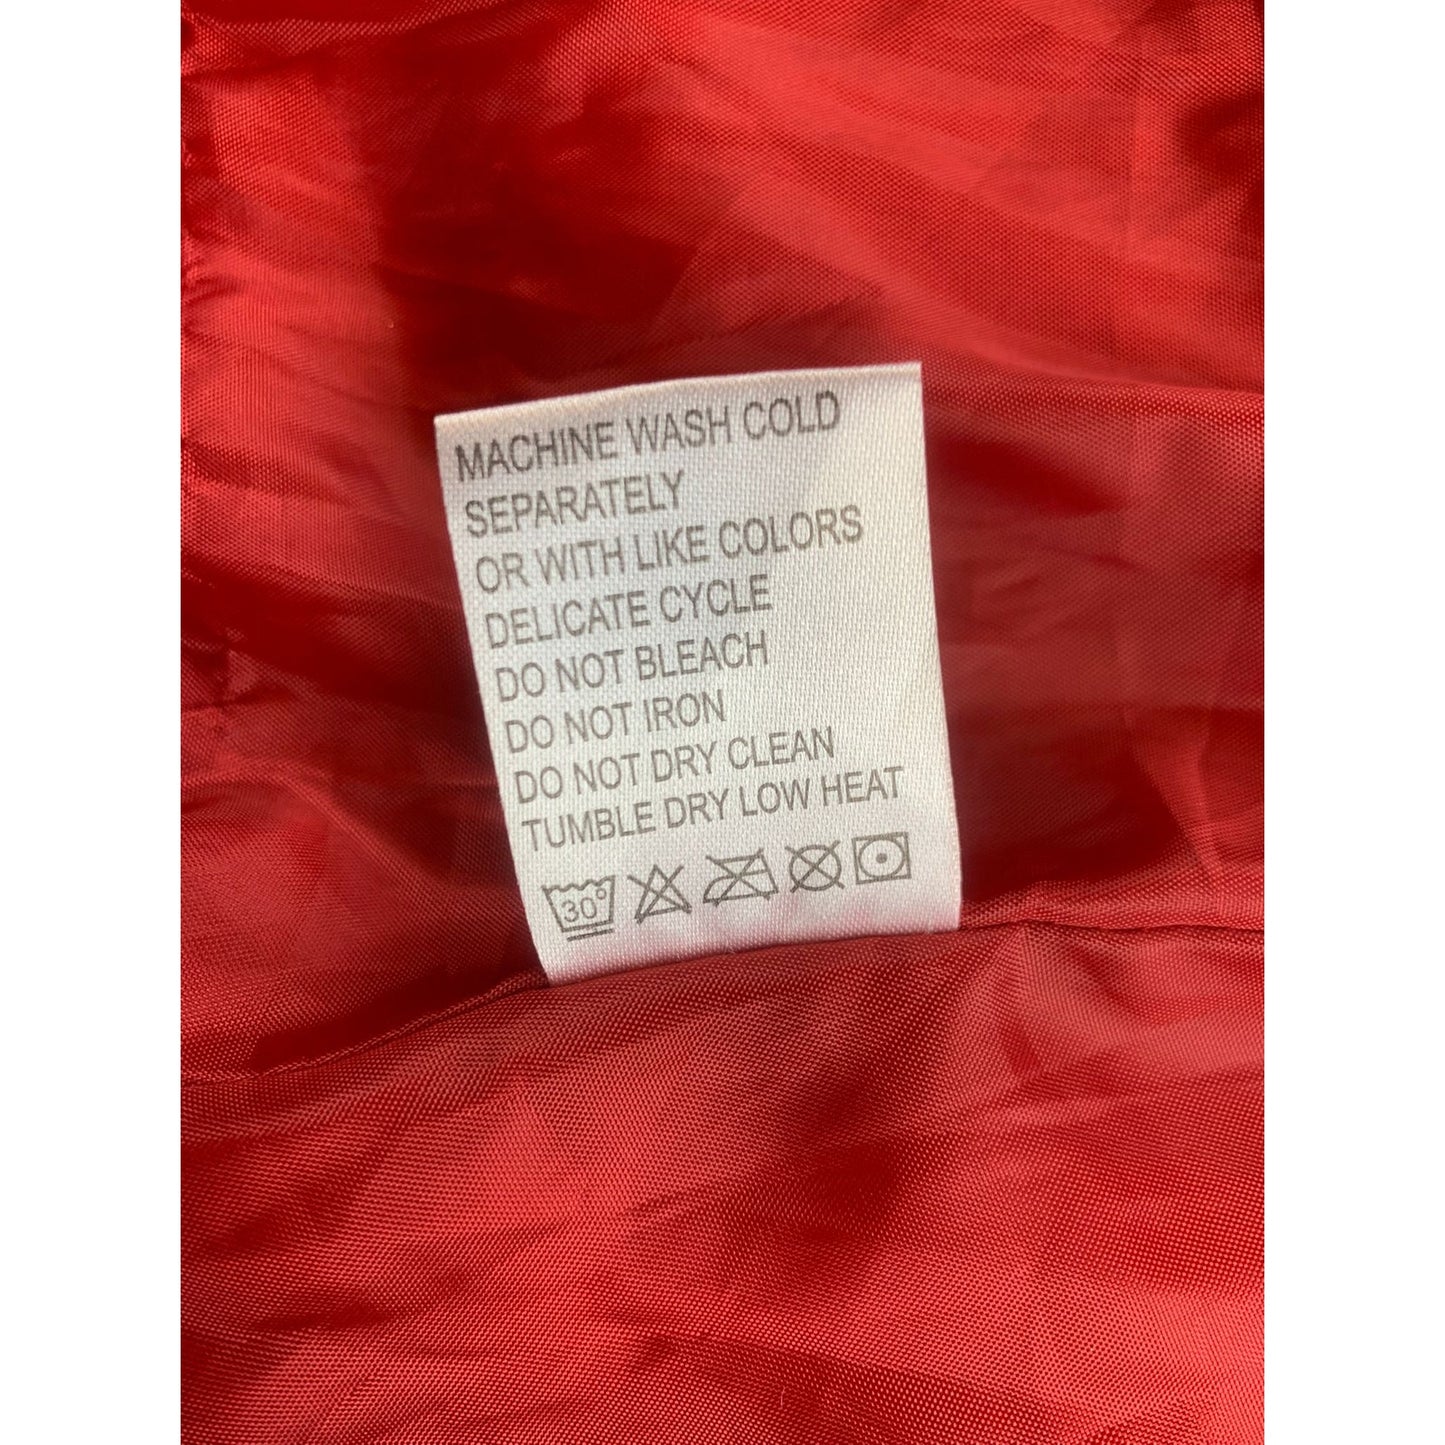 MACHINE WASH COLD
SEPARATELY
OR WITH LIKE COLORS
DELICATE CYCLE
DO NOT BLEACH
DO NOT IRON
DO NOT DRY CLEAN
TUMBLE DRY LOW HEAT
30°